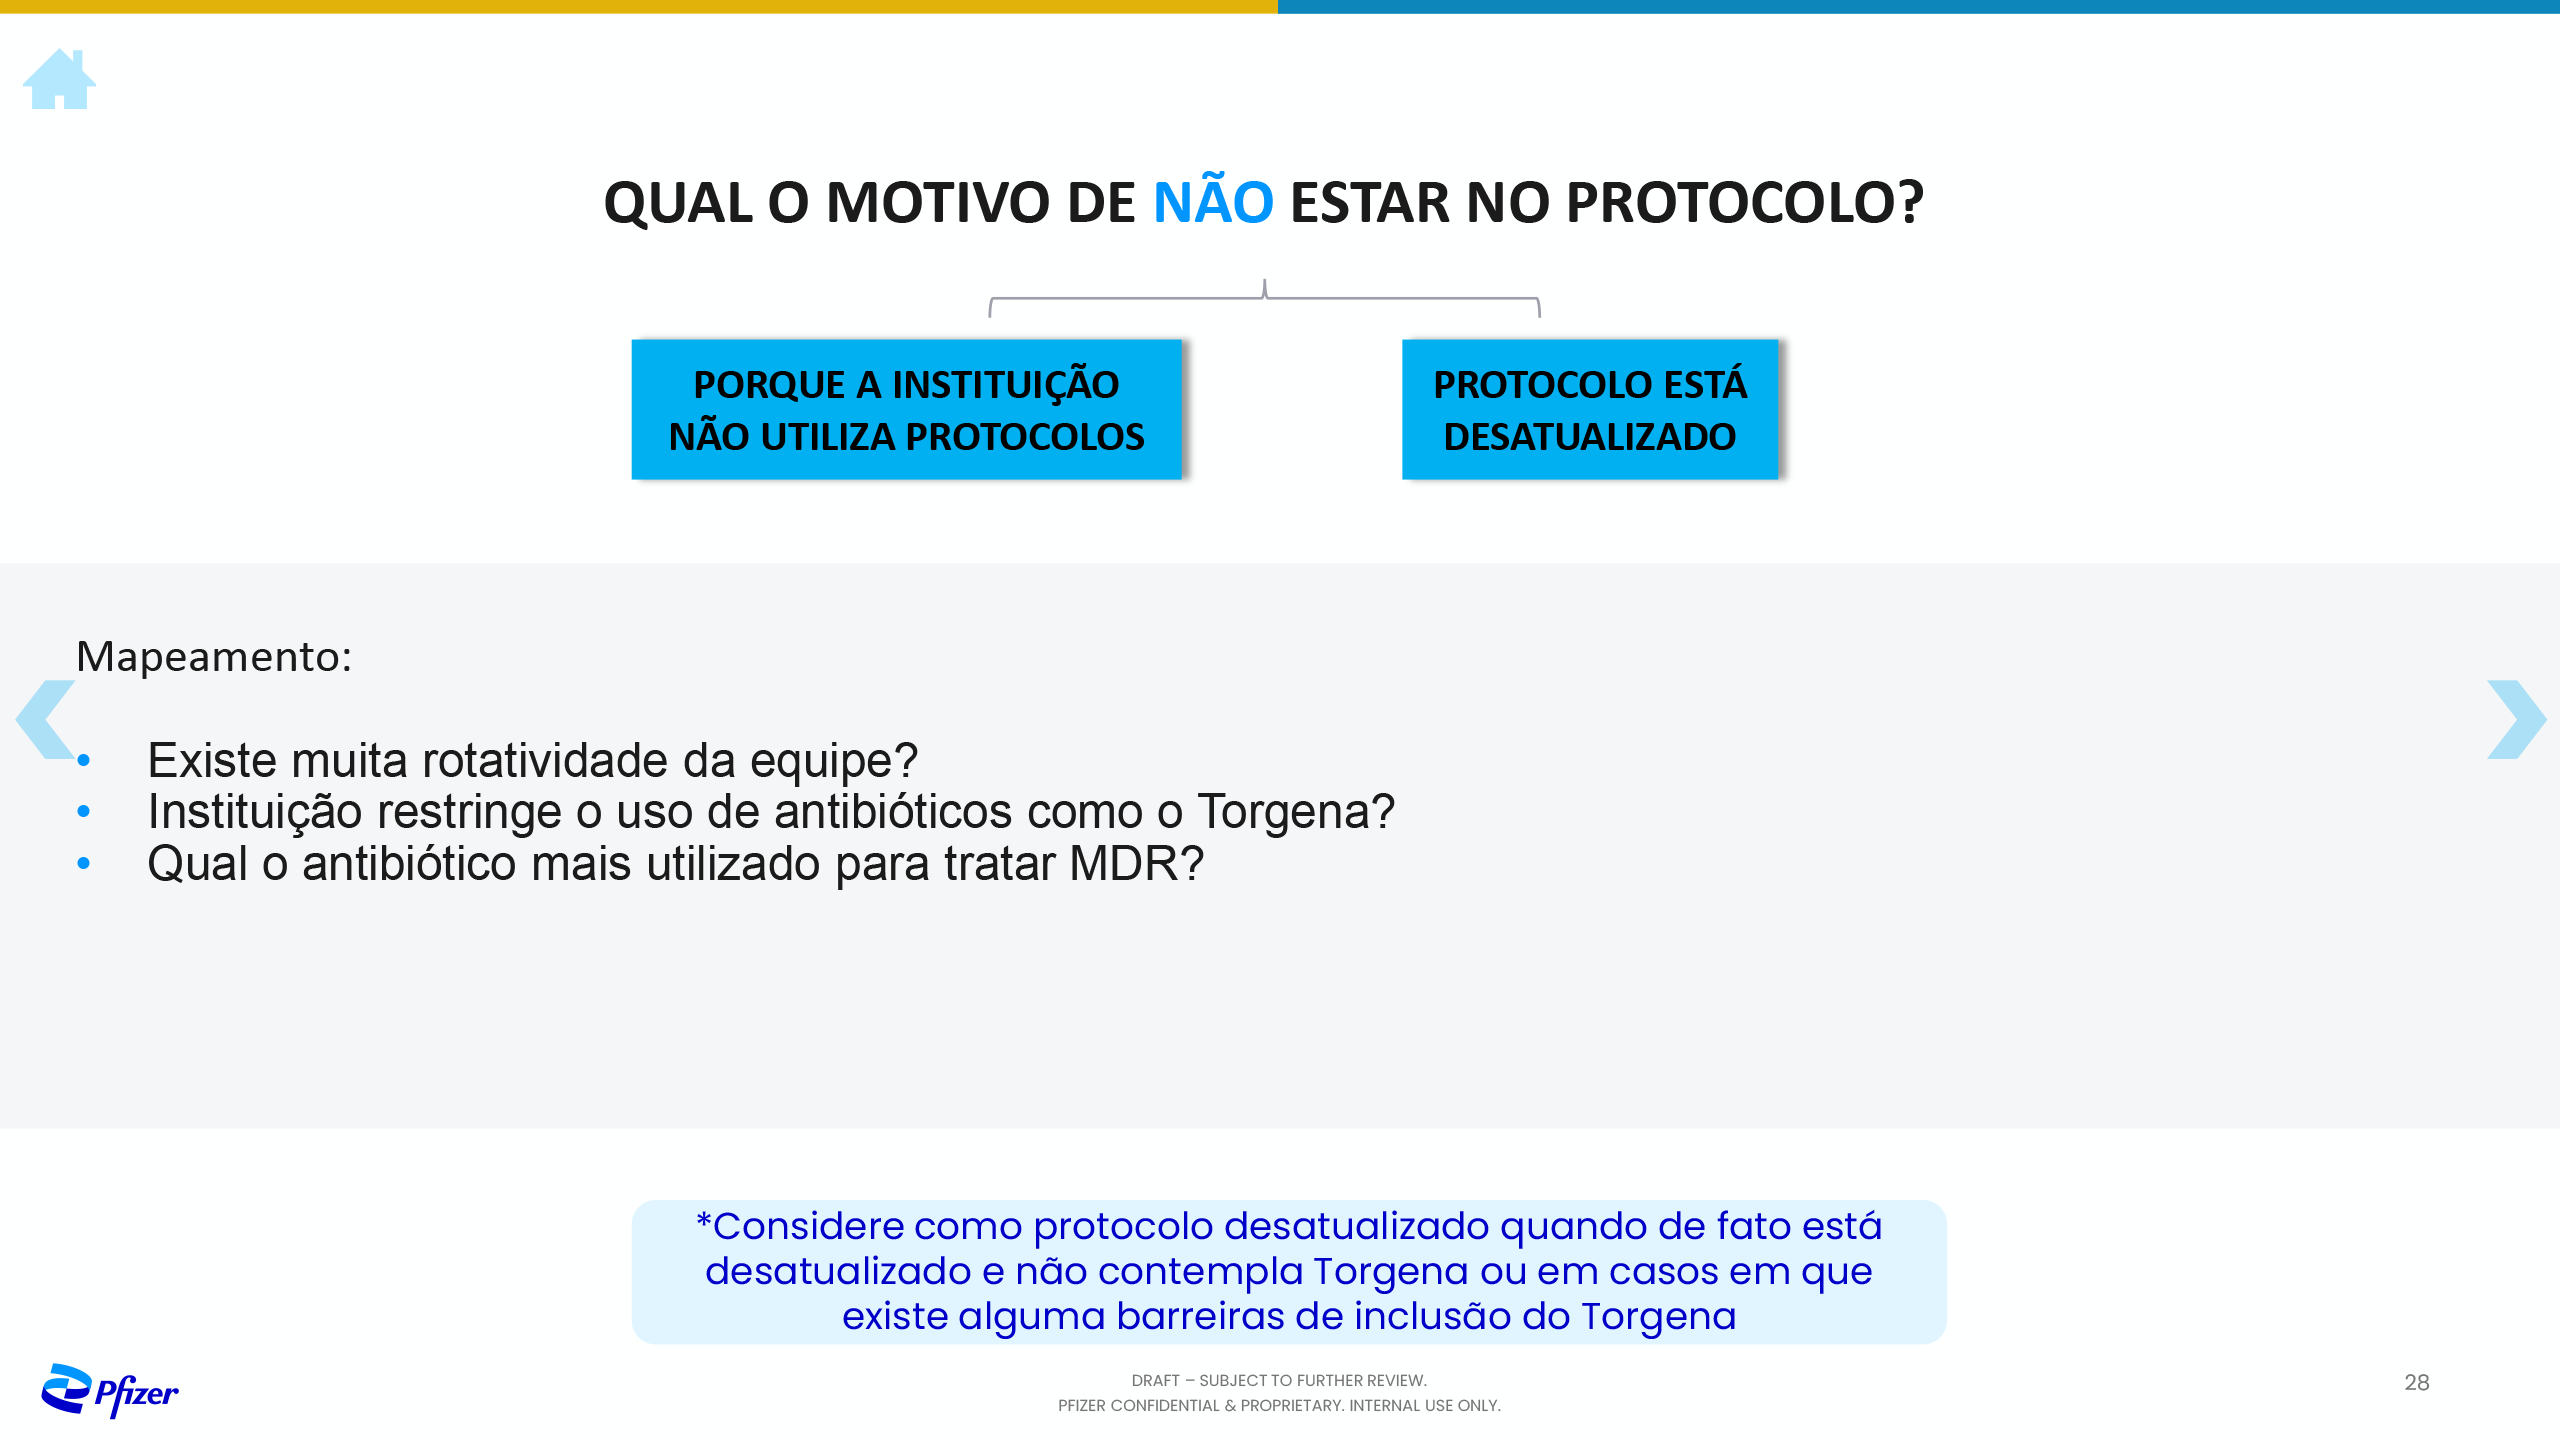 QUAL O MOTIVO DE NÃO ESTAR NO PROTOCOLO?
PORQUE A INSTITUIÇÃO
NÃO UTILIZA PROTOCOLOS
PROTOCOLO ESTÁ
DESATUALIZADO
Mapeamento:
• Existe muita rotatividade da equipe?
• Instituição restringe o uso de antibióticos como o Torgena?
• Qual o antibiótico mais utilizado para tratar MDR?
*Considere como protocolo desatualizado quando de fato está
desatualizado e não contempla Torgena ou em casos em que
existe alguma barreiras de inclusão do Torgena
Pfizer
DRAFT – SUBJECT TO FURTHER REVIEW.
PFIZER CONFIDENTIAL & PROPRIETARY. INTERNAL USE ONLY.
28